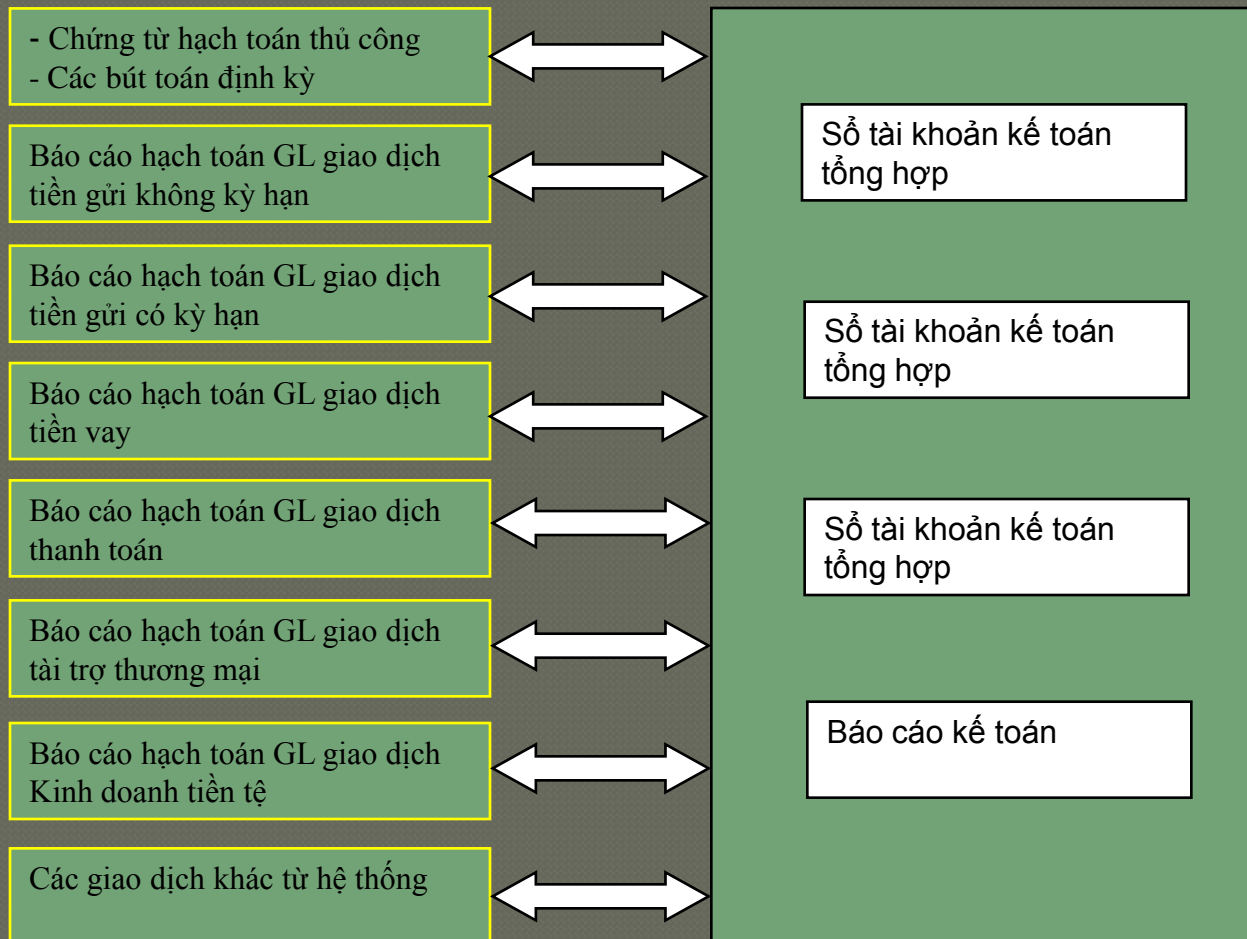 - Chứng từ hạch toán thủ công
- Các bút toán định kỳ
Báo cáo hạch toán GL giao dịch
tiền gửi không kỳ hạn
Báo cáo hạch toán GL giao dịch
tiền gửi có kỳ hạn
Báo cáo hạch toán GL giao dịch
tiền vay
Báo cáo hạch toán GL giao dịch
thanh toán
Báo cáo hạch toán GL giao dịch
tài trợ thương mại
Báo cáo hạch toán GL giao dịch
Kinh doanh tiền tệ
Các giao dịch khác từ hệ thống
Sổ tài khoản kế toán
tổng hợp
Sổ tài khoản kế toán
tổng hợp
Sổ tài khoản kế toán
tổng hợp
Báo cáo kế toán